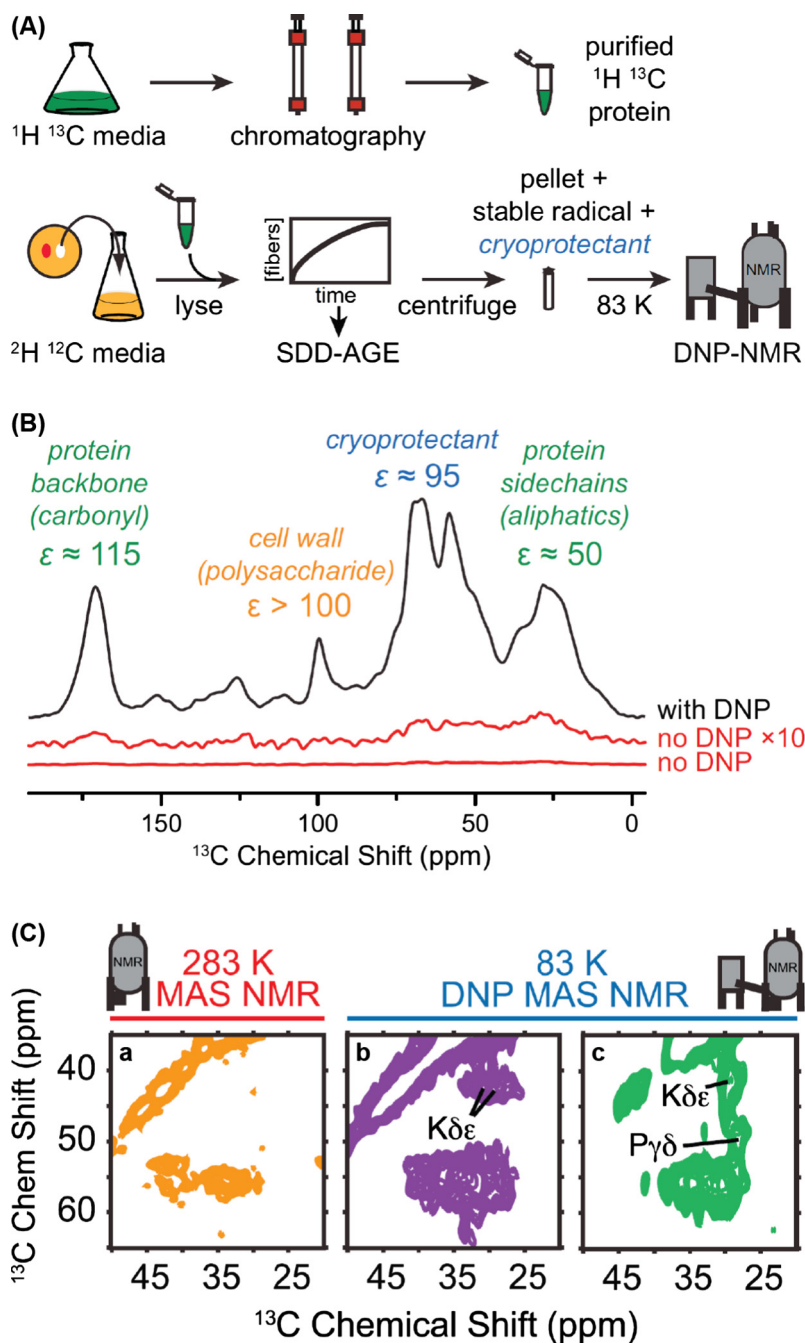 (A)
¹H ¹³C media
chromatography
purified
¹H ¹³C
protein
²H ¹²C media
lyse
[fibers]
time
SDD-AGE
centrifuge
pellet +
stable radical +
cryoprotectant
83 K
NMR
DNP-NMR
(B)
protein
backbone
(carbonyl)
ε ≈ 115
cell wall
(polysaccharide)
ε > 100
cryoprotectant
ε ≈ 95
protein
sidechains
(aliphatics)
ε ≈ 50
with DNP
no DNP ×10
no DNP
150 100 50 0
¹³C Chemical Shift (ppm)
(C)
NMR
283 K
MAS NMR
83 K
DNP MAS NMR
NMR
¹³C Chem Shift (ppm)
40
50
60
a
b
Kδε
c
Kδε
Pγδ
45 35 25
45 35 25
45 35 25
¹³C Chemical Shift (ppm)